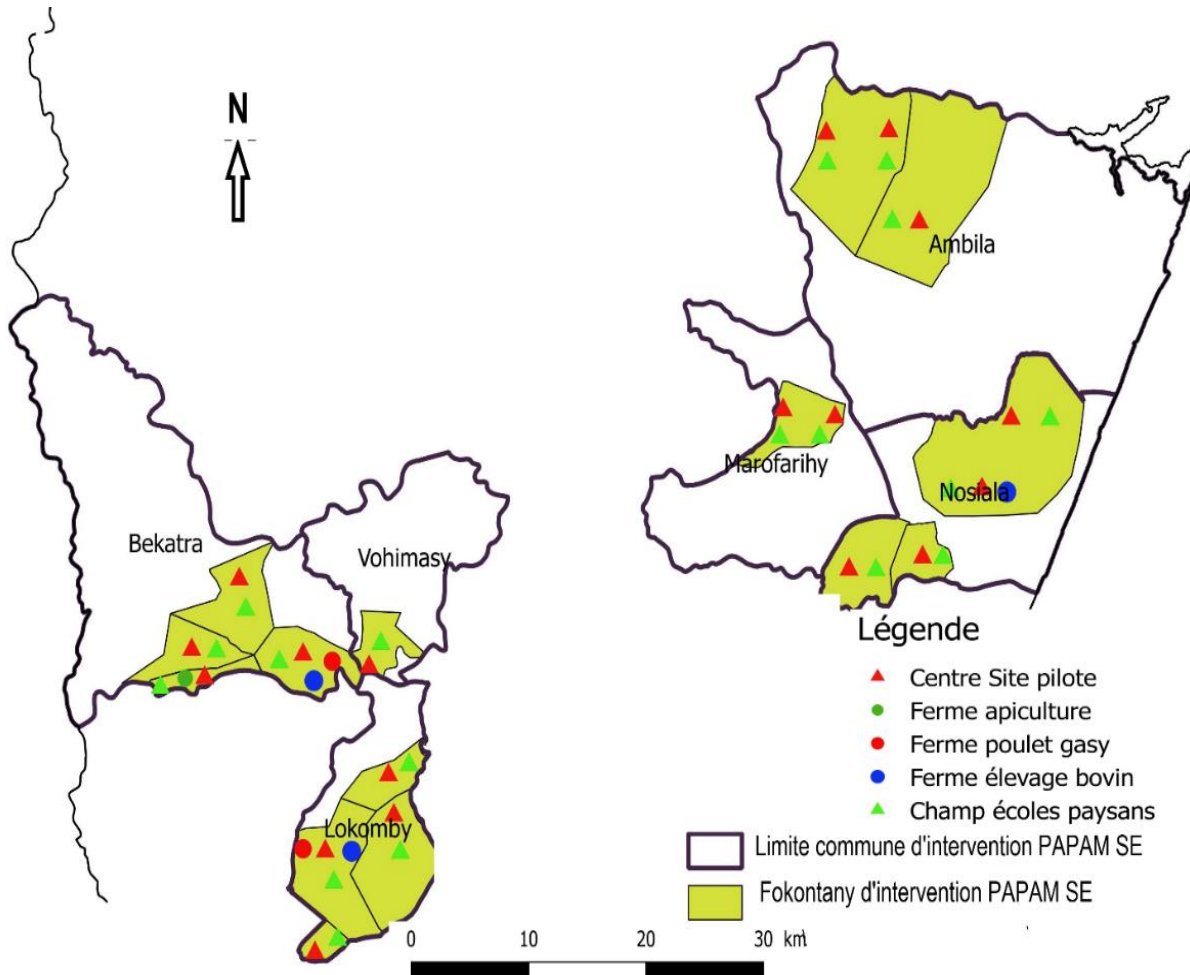 N
Ambila
Marofarihy
Nosiala
Bekatra
Vohimasy
Lokomby
Légende
Centre Site pilote
Ferme apiculture
Ferme poulet gasy
Ferme élevage bovin
Champ écoles paysans
Limite commune d'intervention PAPAM SE
Fokontany d'intervention PAPAM SE
0 10 20 30 km